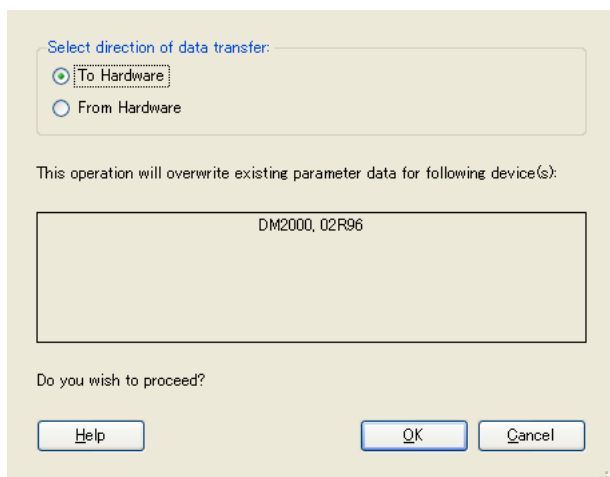 Select direction of data transfer:
To Hardware
From Hardware
This operation will overwrite existing parameter data for following device(s):
DM2000, 02R96
Do you wish to proceed?
Help
OK
Cancel